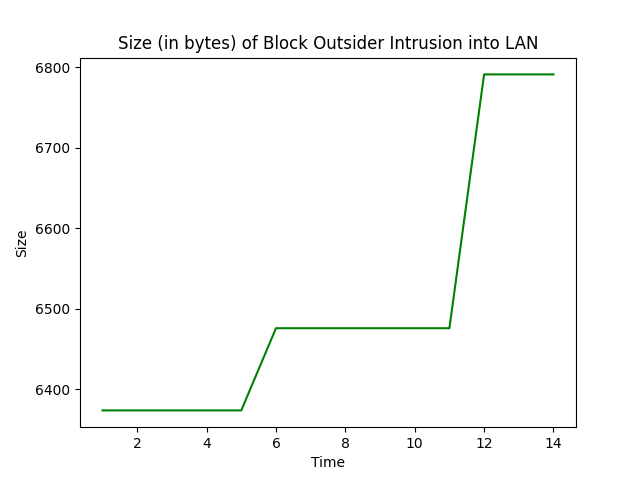 Size (in bytes) of Block Outsider Intrusion into LAN
6800
6700
6600
6500
6400
Size
2 4 6 8 10 12 14
Time